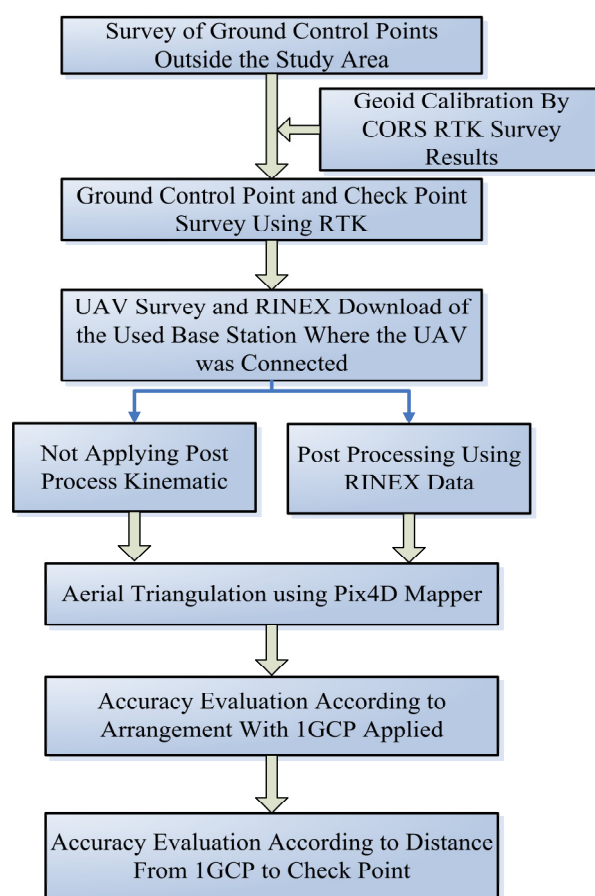 Survey of Ground Control Points
Outside the Study Area
Geoid Calibration By
CORS RTK Survey
Results
Ground Control Point and Check Point
Survey Using RTK
UAV Survey and RINEX Download of
the Used Base Station Where the UAV
was Connected
Not Applying Post
Process Kinematic
Post Processing Using
RINEX Data
Aerial Triangulation using Pix4D Mapper
Accuracy Evaluation According to
Arrangement With 1GCP Applied
Accuracy Evaluation According to Distance
From 1GCP to Check Point